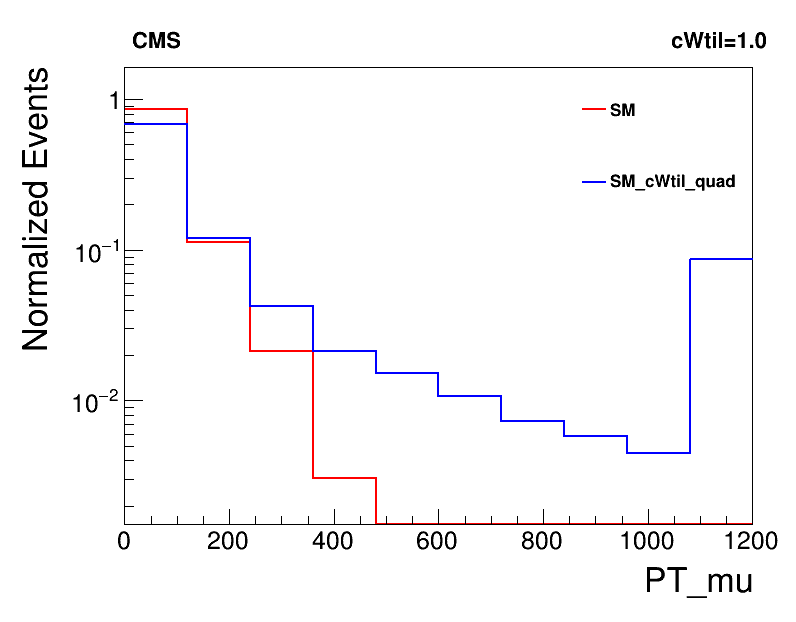 CMS
cWtil=1.0
Normalized Events
SM
SM_cWtil_quad
1
10⁻¹
10⁻²
0 200 400 600 800 1000 1200
PT_mu